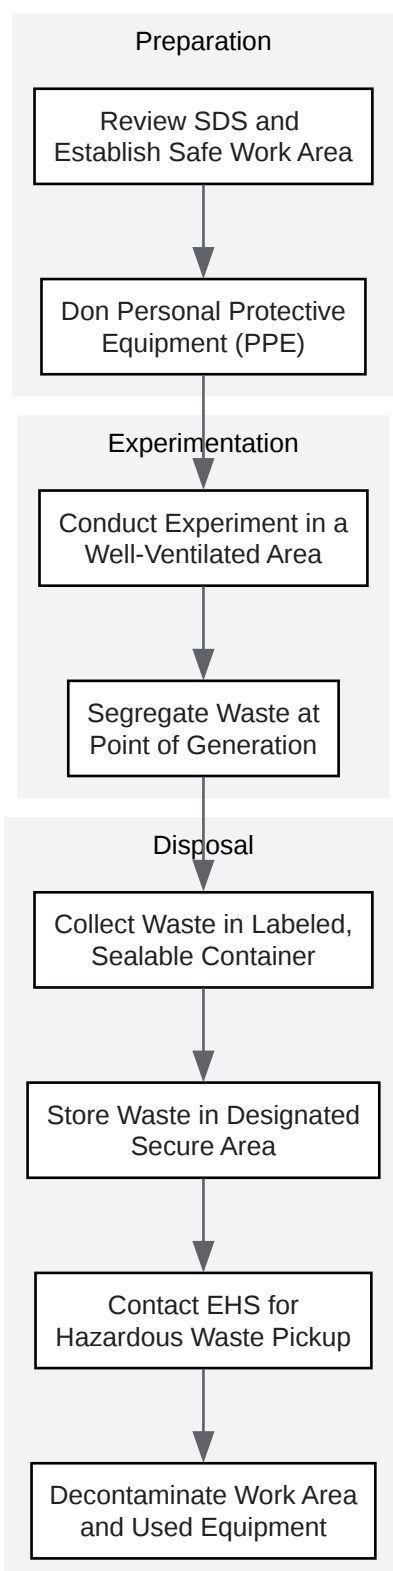 Preparation
Review SDS and
Establish Safe Work Area
Don Personal Protective
Equipment (PPE)
Experimentation
Conduct Experiment in a
Well-Ventilated Area
Segregate Waste at
Point of Generation
Disposal
Collect Waste in Labeled,
Sealable Container
Store Waste in Designated
Secure Area
Contact EHS for
Hazardous Waste Pickup
Decontaminate Work Area
and Used Equipment